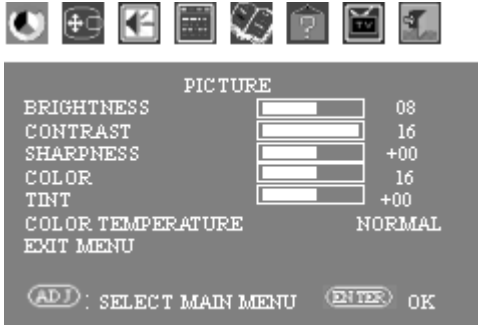 ?
TV
PICTURE
BRIGHTNESS 08
CONTRAST 16
SHARPNESS +00
COLOR 16
TINT +00
COLOR TEMPERATURE NORMAL
EXIT MENU
ADJ : SELECT MAIN MENU ENTER OK